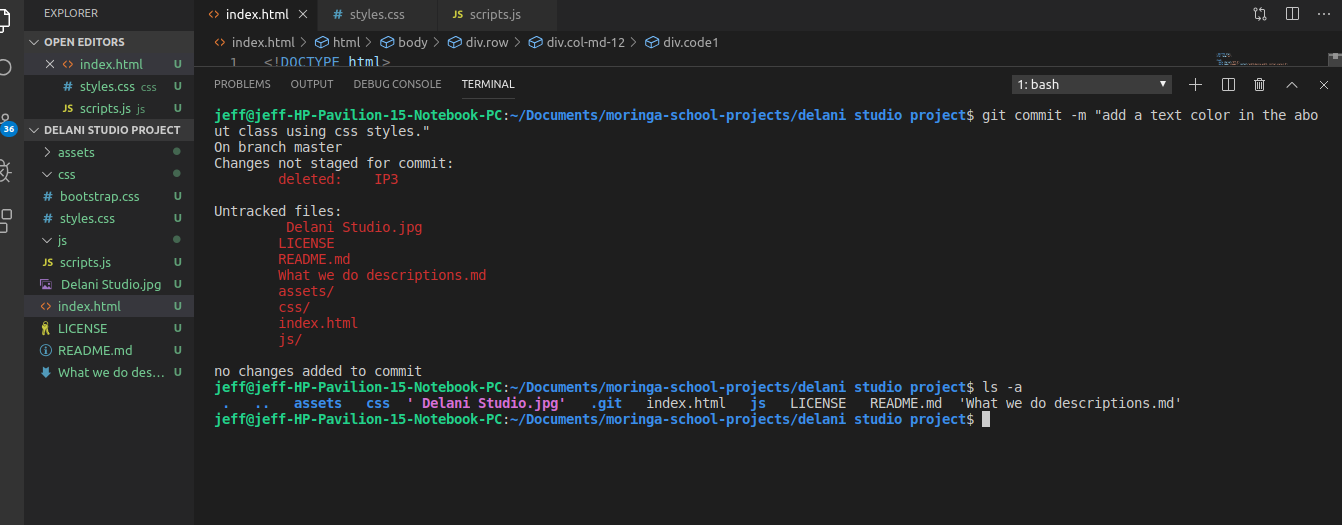 EXPLORER
index.html
styles.css
JS scripts.js
OPEN EDITORS
index.html U
# styles.css css U
JS scripts.js js U
36
DELANI STUDIO PROJECT
assets
css
# bootstrap.css U
# styles.css U
js
JS scripts.js U
Delani Studio.jpg U
index.html U
LICENSE U
README.md U
What we do des... U
index.html > html > body > div.row > div.col-md-12 > div.code1
1 <!DOCTYPE html>
PROBLEMS OUTPUT DEBUG CONSOLE TERMINAL
1: bash
jeff@jeff-HP-Pavilion-15-Notebook-PC:~/Documents/moringa-school-projects/delani studio project$ git commit -m "add a text color in the abo
ut class using css styles."
On branch master
Changes not staged for commit:
deleted: IP3
Untracked files:
Delani Studio.jpg
LICENSE
README.md
What we do descriptions.md
assets/
css/
index.html
js/
no changes added to commit
jeff@jeff-HP-Pavilion-15-Notebook-PC:~/Documents/moringa-school-projects/delani studio project$ ls -a
. .. assets css ' Delani Studio.jpg' .git index.html js LICENSE README.md 'What we do descriptions.md'
jeff@jeff-HP-Pavilion-15-Notebook-PC:~/Documents/moringa-school-projects/delani studio project$